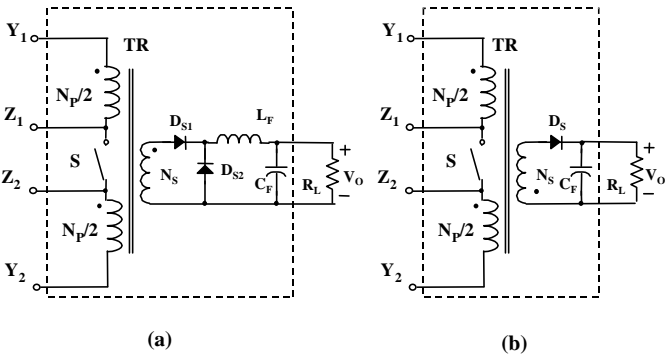 Y1
TR
NP/2
Z1
S
Z2
NP/2
Y2
DS1
LF
NS
DS2
CF
RL
+
VO
−
(a)
Y1
TR
NP/2
Z1
S
Z2
NP/2
Y2
DS
NS
CF
RL
+
VO
−
(b)